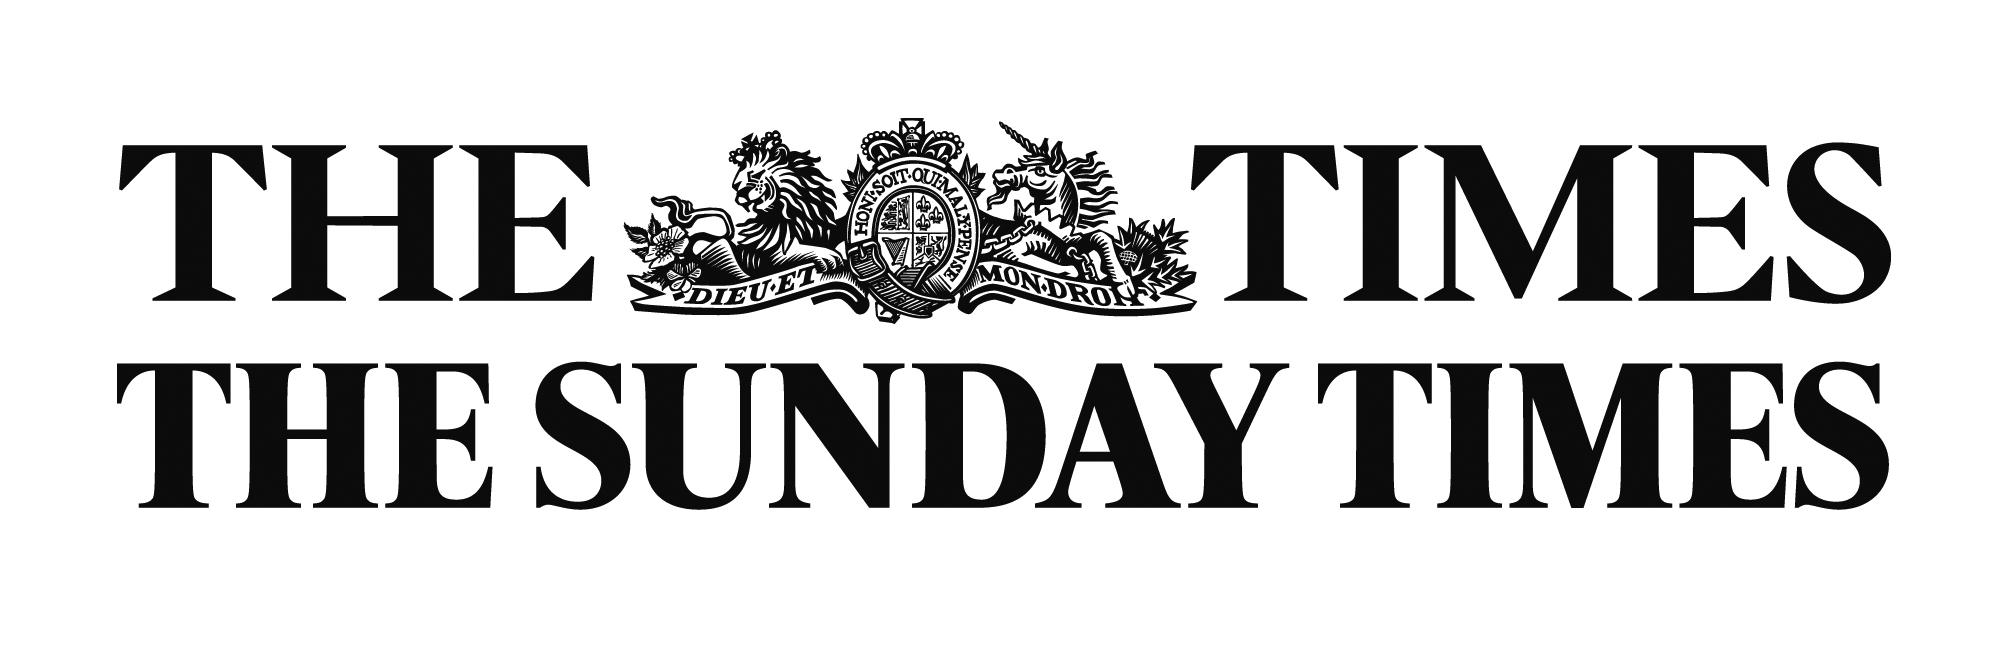 THE TIMES
HONI·SOIT·QUI·MAL·Y·PENSE
DIEU·ET MON·DROIT
THE SUNDAY TIMES